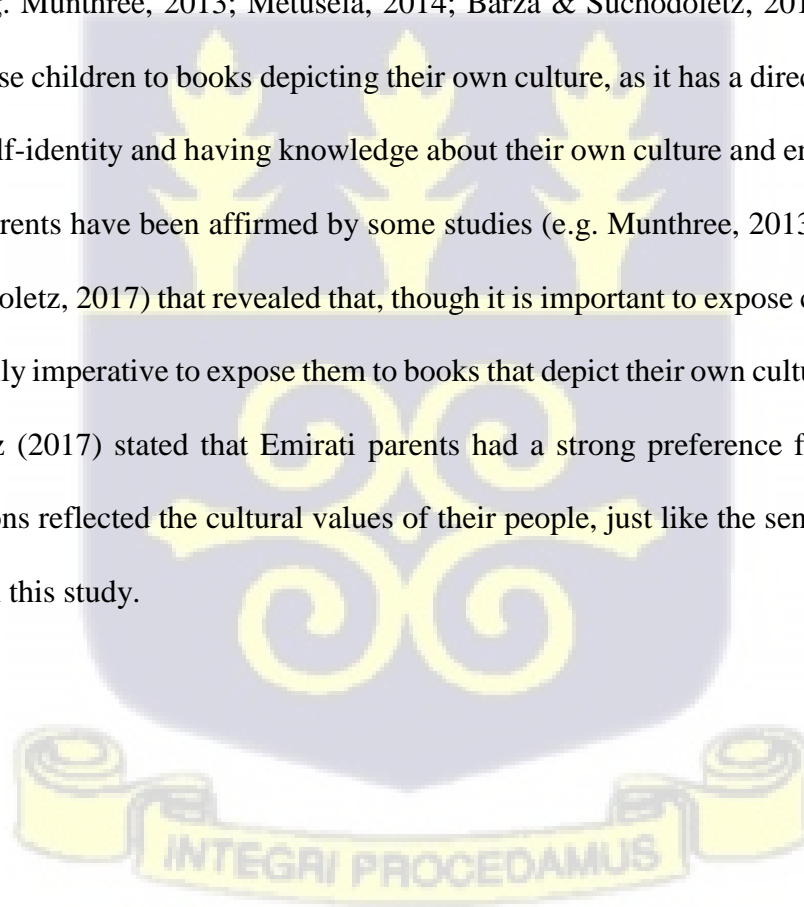 g. Munthree, 2013; Metusela, 2014; Barza & Suchodoletz, 201
se children to books depicting their own culture, as it has a direc
lf-identity and having knowledge about their own culture and en
rents have been affirmed by some studies (e.g. Munthree, 2013
oletz, 2017) that revealed that, though it is important to expose c
ly imperative to expose them to books that depict their own cultu
z (2017) stated that Emirati parents had a strong preference f
ons reflected the cultural values of their people, just like the sen
this study.
INTEGRI PROCEDAMUS